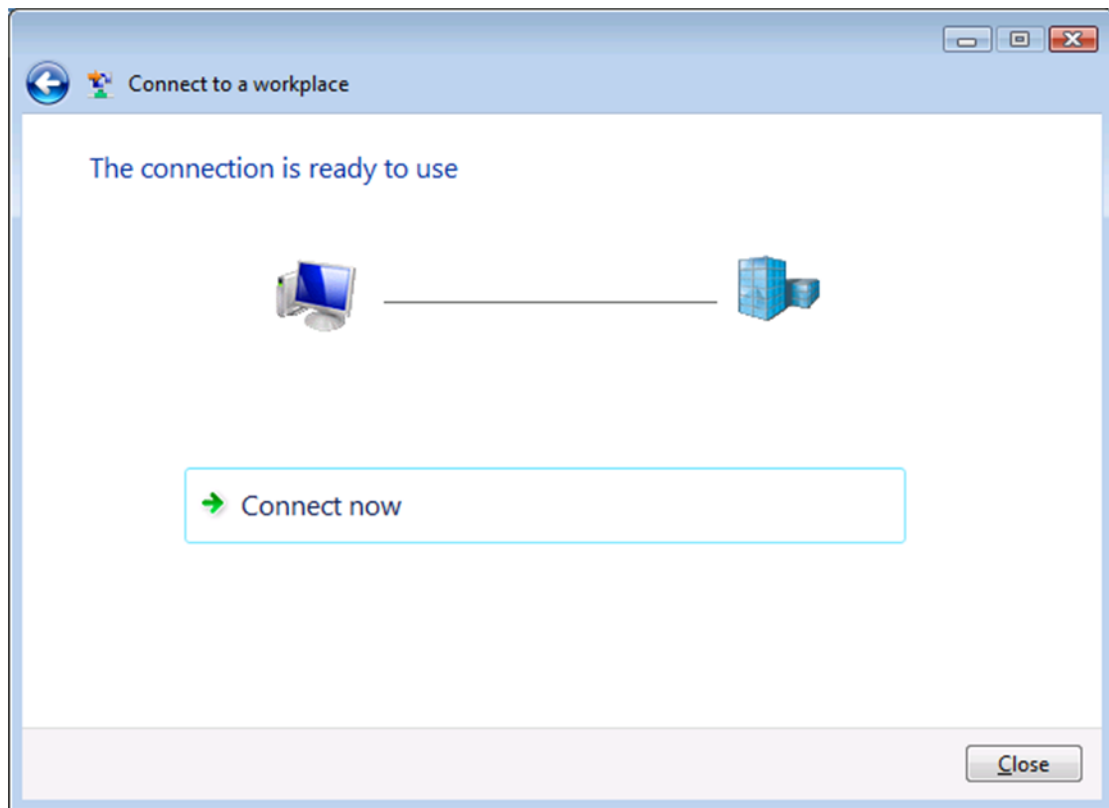 Connect to a workplace
The connection is ready to use
Connect now
Close